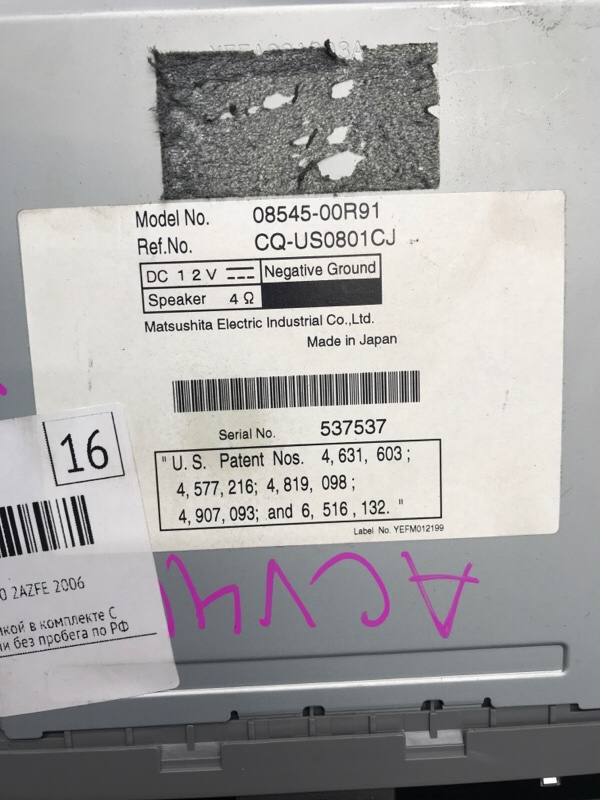 Model No. 08545-00R91
Ref.No. CQ-US0801CJ
DC 12V Negative Ground
Speaker 4Ω
Matsushita Electric Industrial Co.,Ltd.
Made in Japan
Serial No. 537537
"U.S. Patent Nos. 4,631,603;
4,577,216; 4,819,098;
4,907,093; and 6,516,132."
Label No. YEFM012199
16
0 2AZFE 2006
в комплекте С
без пробега по РФ
ACV4